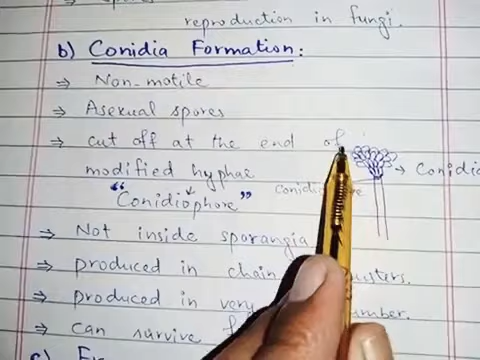 reproduction in fungi.
b) Conidia Formation:
⇒ Non-motile
⇒ Asexual spores
⇒ cut off at the end of
modified hyphae
→ Conidia
"Conidiophore"
⇒ Not inside sporangia
⇒ produced in chain
⇒ produced in very
⇒ can survive
c)